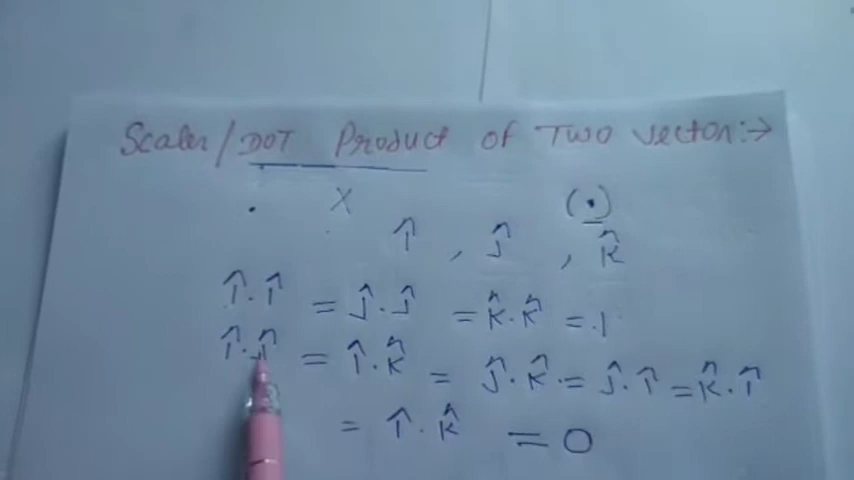 Scaler / DOT Product of Two vector :→
. X (•)
î , ĵ , k̂
î . î = ĵ . ĵ = k̂ . k̂ = 1
î . ĵ = î . k̂ = ĵ . k̂ = ĵ . î = k̂ . î
= î . k̂ = 0